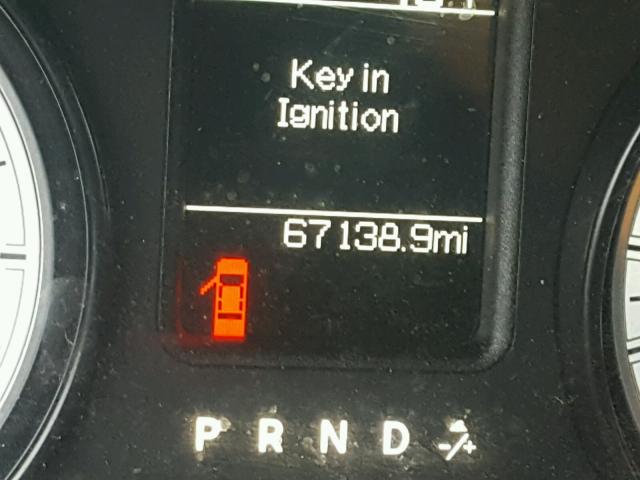 Key in
Ignition
67138.9mi
P R N D -/+